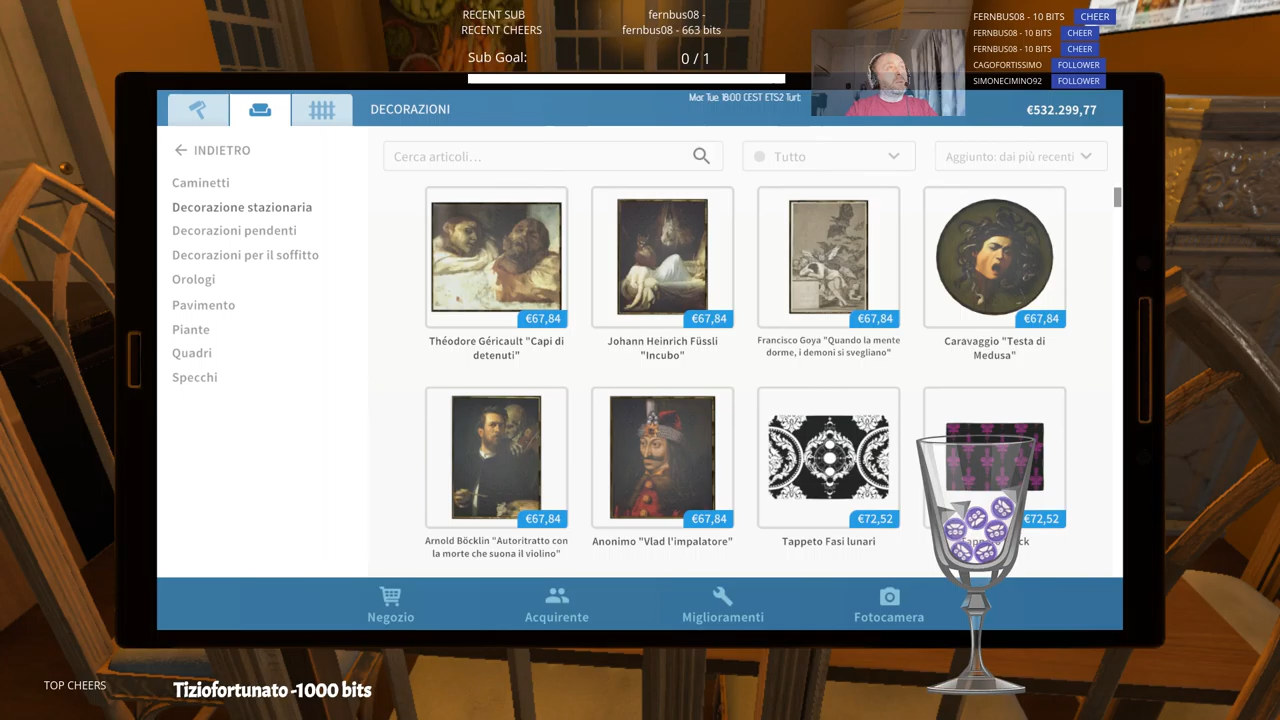 RECENT SUB
fernbus08 -
RECENT CHEERS
fernbus08 - 663 bits
Sub Goal:
0 / 1
FERNBUS08 - 10 BITS CHEER
FERNBUS08 - 10 BITS CHEER
FERNBUS08 - 10 BITS CHEER
CAGOFORTISSIMO FOLLOWER
SIMONECIMINO92 FOLLOWER
DECORAZIONI
Mar Tue 18:00 CEST ETS2 Turt:
€532.299,77
INDIETRO
Caminetti
Decorazione stazionaria
Decorazioni pendenti
Decorazioni per il soffitto
Orologi
Pavimento
Piante
Quadri
Specchi
Cerca articoli...
Tutto
Aggiunto: dai più recenti
€67,84
€67,84
€67,84
€67,84
Théodore Géricault "Capi di
detenuti"
Johann Heinrich Füssli
"Incubo"
Francisco Goya "Quando la mente
dorme, i demoni si svegliano"
Caravaggio "Testa di
Medusa"
€67,84
€67,84
€72,52
€72,52
Arnold Böcklin "Autoritratto con
la morte che suona il violino"
Anonimo "Vlad l'impalatore"
Tappeto Fasi lunari
Negozio
Acquirente
Miglioramenti
Fotocamera
TOP CHEERS
Tiziofortunato -1000 bits